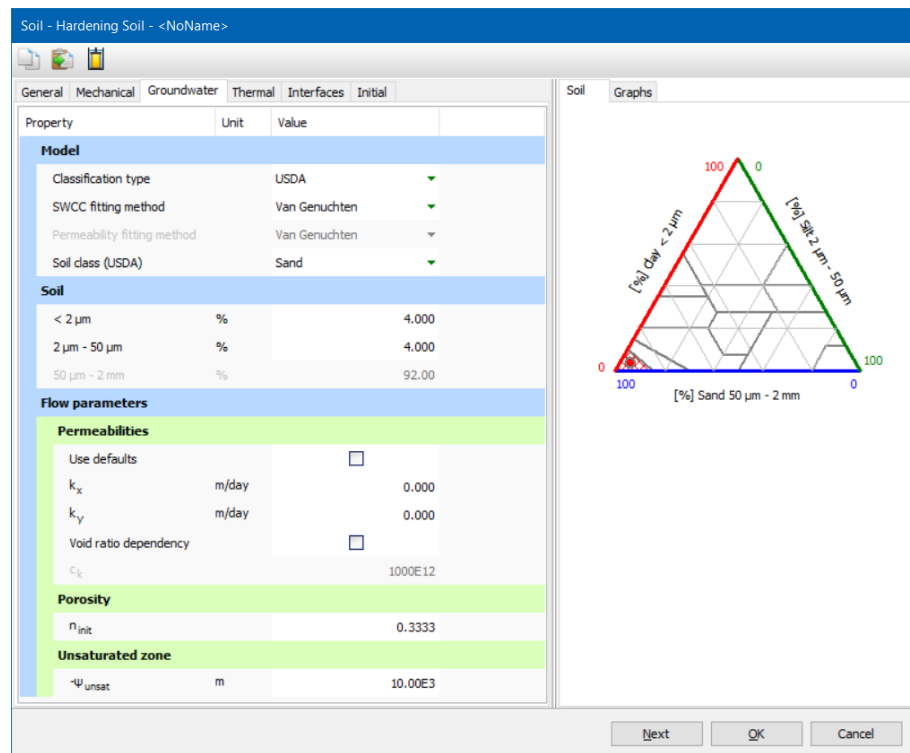 Soil - Hardening Soil - <NoName>
General Mechanical Groundwater Thermal Interfaces Initial
Property Unit Value
Model
Classification type USDA
SWCC fitting method Van Genuchten
Permeability fitting method Van Genuchten
Soil class (USDA) Sand
Soil
< 2 µm % 4.000
2 µm - 50 µm % 4.000
50 µm - 2 mm % 92.00
Flow parameters
Permeabilities
Use defaults
kx m/day 0.000
ky m/day 0.000
Void ratio dependency
ck 1000E12
Porosity
ninit 0.3333
Unsaturated zone
-Ψunsat m 10.00E3
Soil Graphs
100 0
[%] Clay < 2 µm
[%] Silt 2 µm - 50 µm
0 100
100 0
[%] Sand 50 µm - 2 mm
Next OK Cancel